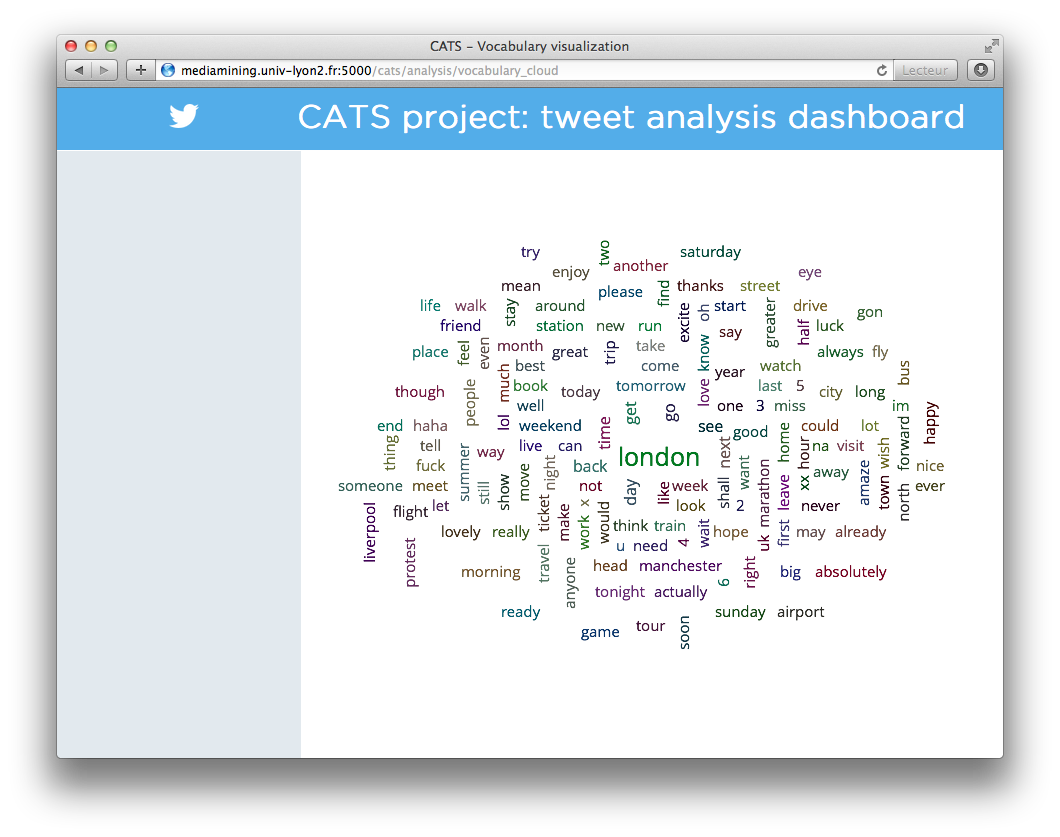 CATS – Vocabulary visualization
mediamining.univ-lyon2.fr:5000/cats/analysis/vocabulary_cloud
Lecteur
CATS project: tweet analysis dashboard
try two saturday
enjoy another eye
mean please find thanks street
life walk stay around excite oh start greater drive
friend station new run say half luck gon
place feel even month great trip take know always fly
best come year watch bus
though people much book today tomorrow love last 5 city long
lol well get go one 3 miss im happy
end haha weekend time see good home could lot
thing tell way live can london next hour na visit wish forward
fuck summer night back want away amaze nice
someone meet still show move not day like week shall marathon leave xx town north ever
liverpool flight let ticket x would look 2 never
lovely really make work think train wait hope uk first may already
protest travel u need 4
morning anyone head manchester 6 right big absolutely
tonight actually
ready sunday airport
game tour soon